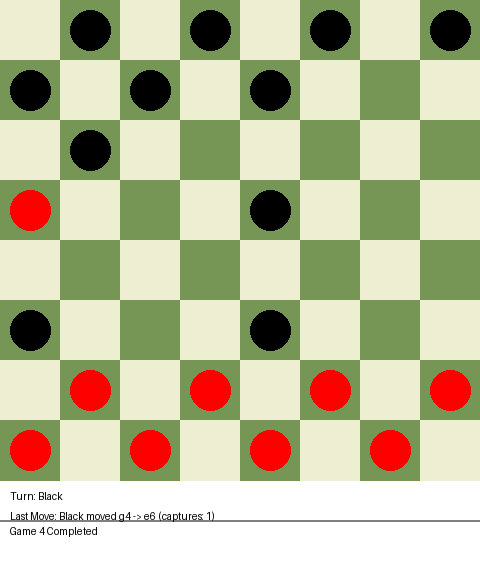 Turn: Black
Last Move: Black moved g4 -> e6 (captures: 1)
Game 4 Completed